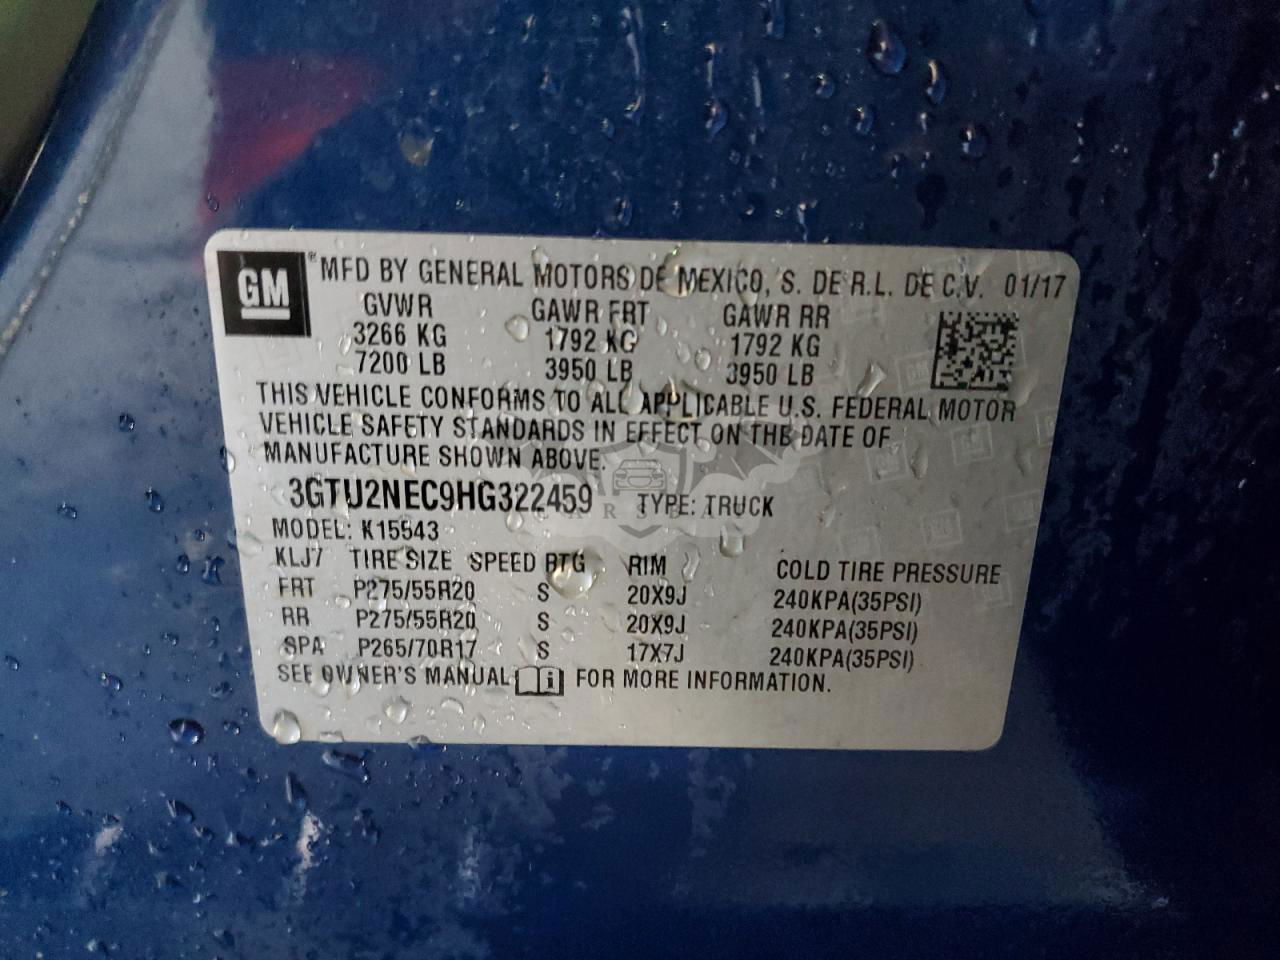 GM ® MFD BY GENERAL MOTORS DE MEXICO, S. DE R.L. DE C.V. 01/17
GVWR GAWR FRT GAWR RR
3266 KG 1792 KG 1792 KG
7200 LB 3950 LB 3950 LB
THIS VEHICLE CONFORMS TO ALL APPLICABLE U.S. FEDERAL MOTOR
VEHICLE SAFETY STANDARDS IN EFFECT ON THE DATE OF
MANUFACTURE SHOWN ABOVE.
3GTU2NEC9HG322459 TYPE: TRUCK
MODEL: K15543
KLJ7 TIRE SIZE SPEED RTG RIM COLD TIRE PRESSURE
FRT P275/55R20 S 20X9J 240KPA(35PSI)
RR P275/55R20 S 20X9J 240KPA(35PSI)
SPA P265/70R17 S 17X7J 240KPA(35PSI)
SEE OWNER'S MANUAL FOR MORE INFORMATION.